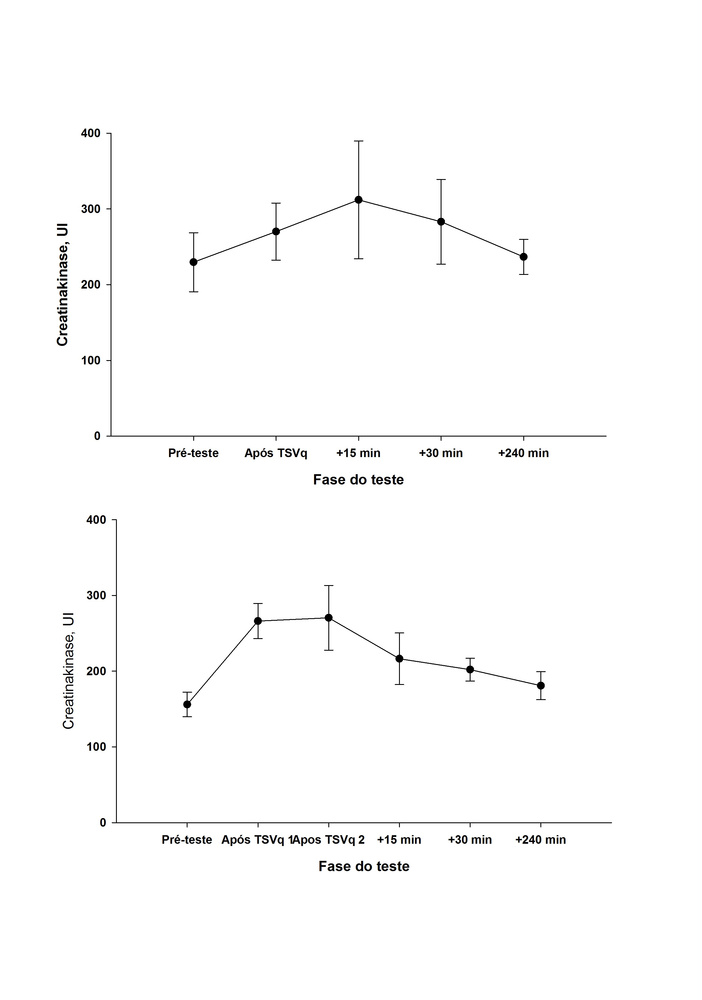 400
300
200
100
0
Creatinakinase, UI
Pré-teste Após TSVq +15 min +30 min +240 min
Fase do teste
400
300
200
100
0
Creatinakinase, UI
Pré-teste Após TSVq 1 Apos TSVq 2 +15 min +30 min +240 min
Fase do teste